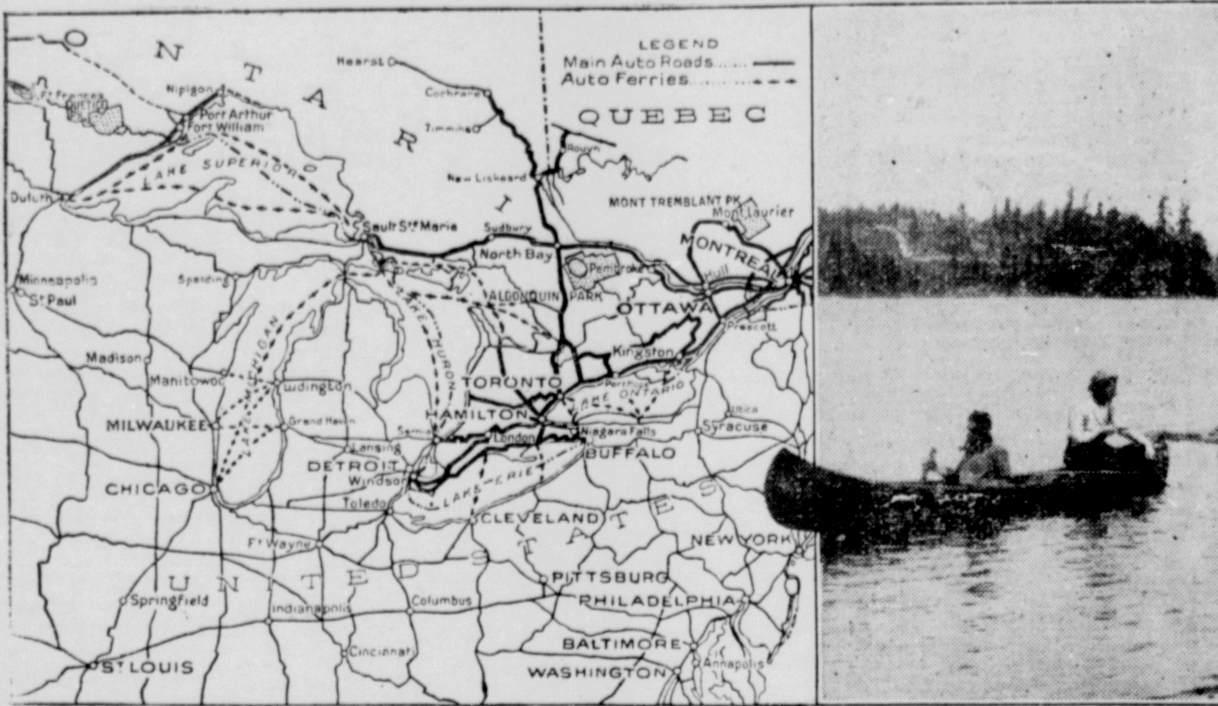 LEGEND
Main Auto Roads
Auto Ferries
ONTARIO
QUEBEC
Hearst
Cochrane
Timmins
Rouyn
New Liskeard
Ft. Frances
QUETICO
Nipigon
Port Arthur
Fort William
LAKE SUPERIOR
Duluth
MONT TREMBLANT PK.
Mont Laurier
Sault Ste Marie
Sudbury
North Bay
MONTREAL
Pembroke
Hull
Minneapolis
St. Paul
Spalding
ALGONQUIN PARK
OTTAWA
Prescott
LAKE HURON
Kingston
Madison
Manitowoc
Ludington
TORONTO
LAKE ONTARIO
MILWAUKEE
Grand Haven
HAMILTON
Utica
Syracuse
Sarnia
London
Niagara Falls
Lansing
BUFFALO
DETROIT
Windsor
CHICAGO
LAKE ERIE
Toledo
CLEVELAND
Ft Wayne
NEW YORK
UNITED STATES
PITTSBURG
Springfield
Indianapolis
Columbus
PHILADELPHIA
BALTIMORE
Cincinnati
Annapolis
ST. LOUIS
WASHINGTON